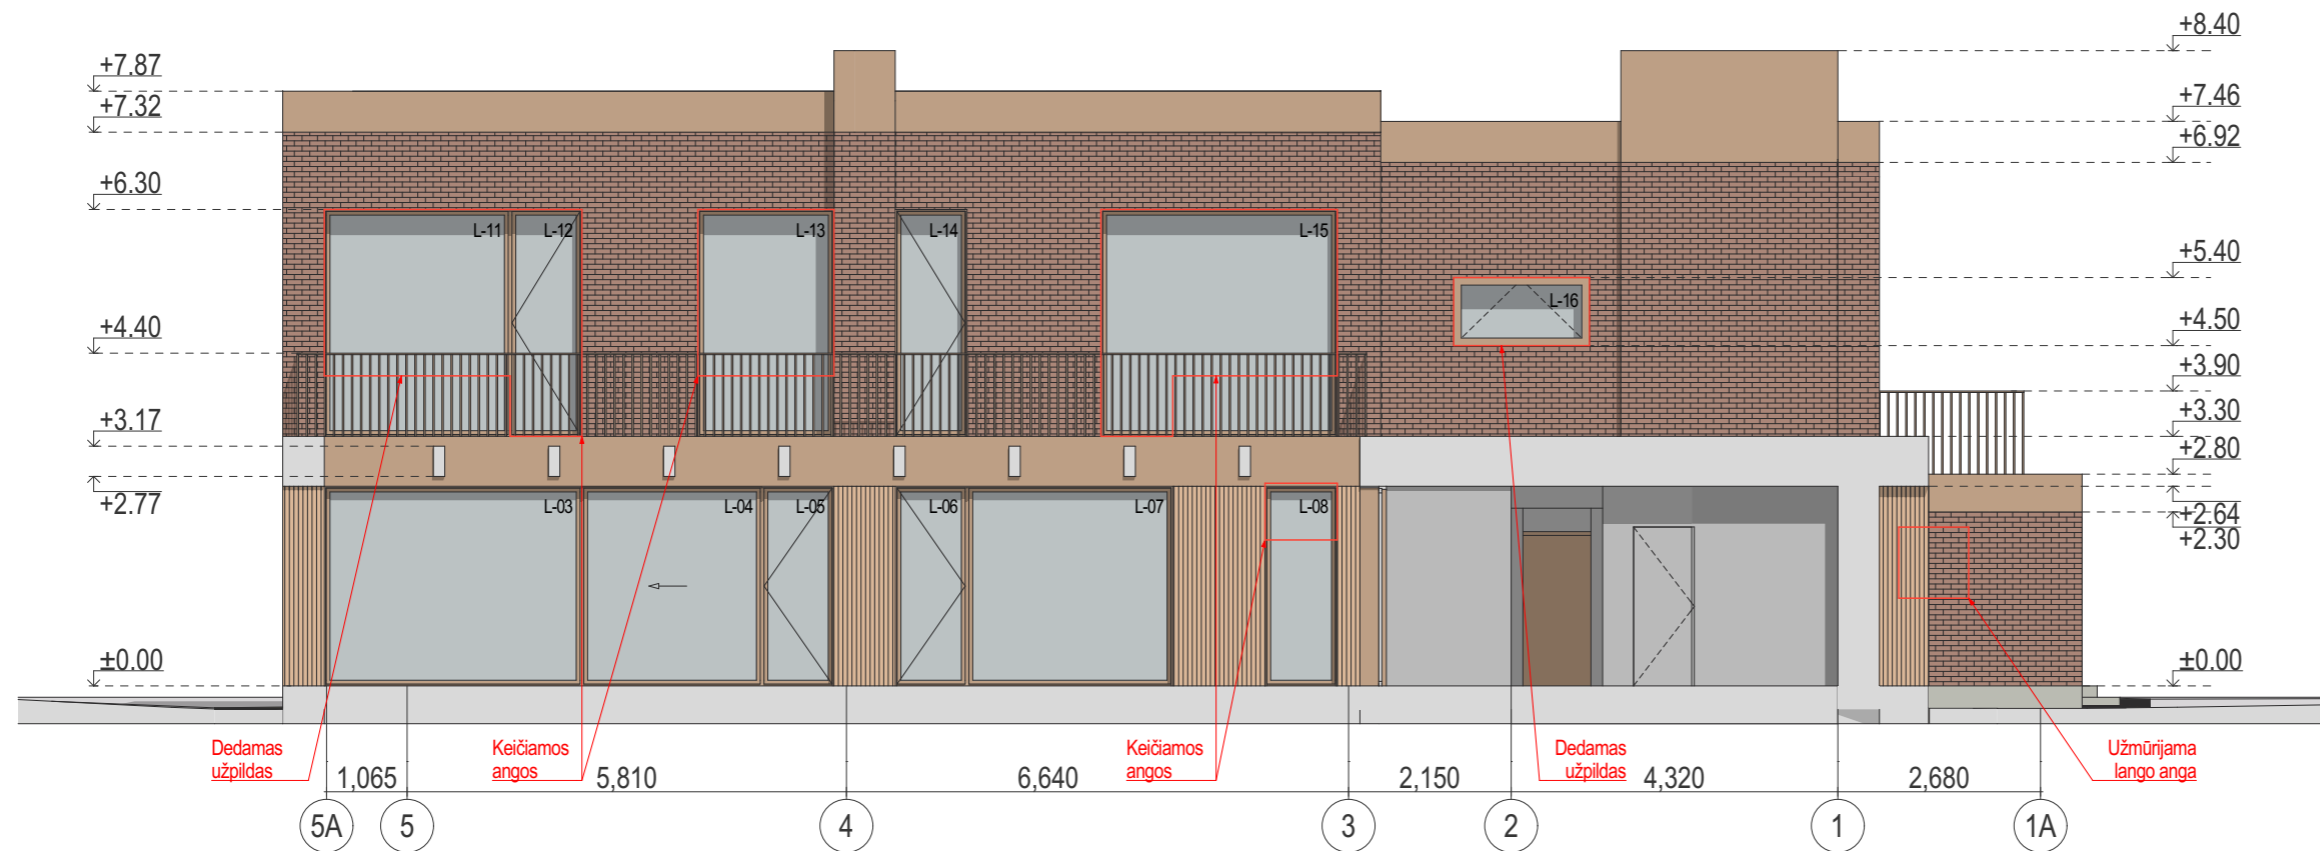 +8.40
+7.87
+7.46
+7.32
+6.92
+6.30
L-11
L-12
L-13
L-14
L-15
+5.40
L-16
+4.40
+4.50
+3.90
+3.17
+3.30
+2.80
+2.77
L-03
L-04
L-05
L-06
L-07
L-08
+2.64
+2.30
±0.00
±0.00
Dedamas
užpildas
Keičiamos
angos
Keičiamos
angos
Dedamas
užpildas
Užmūrijama
lango anga
1,065
5,810
6,640
2,150
4,320
2,680
5A
5
4
3
2
1
1A